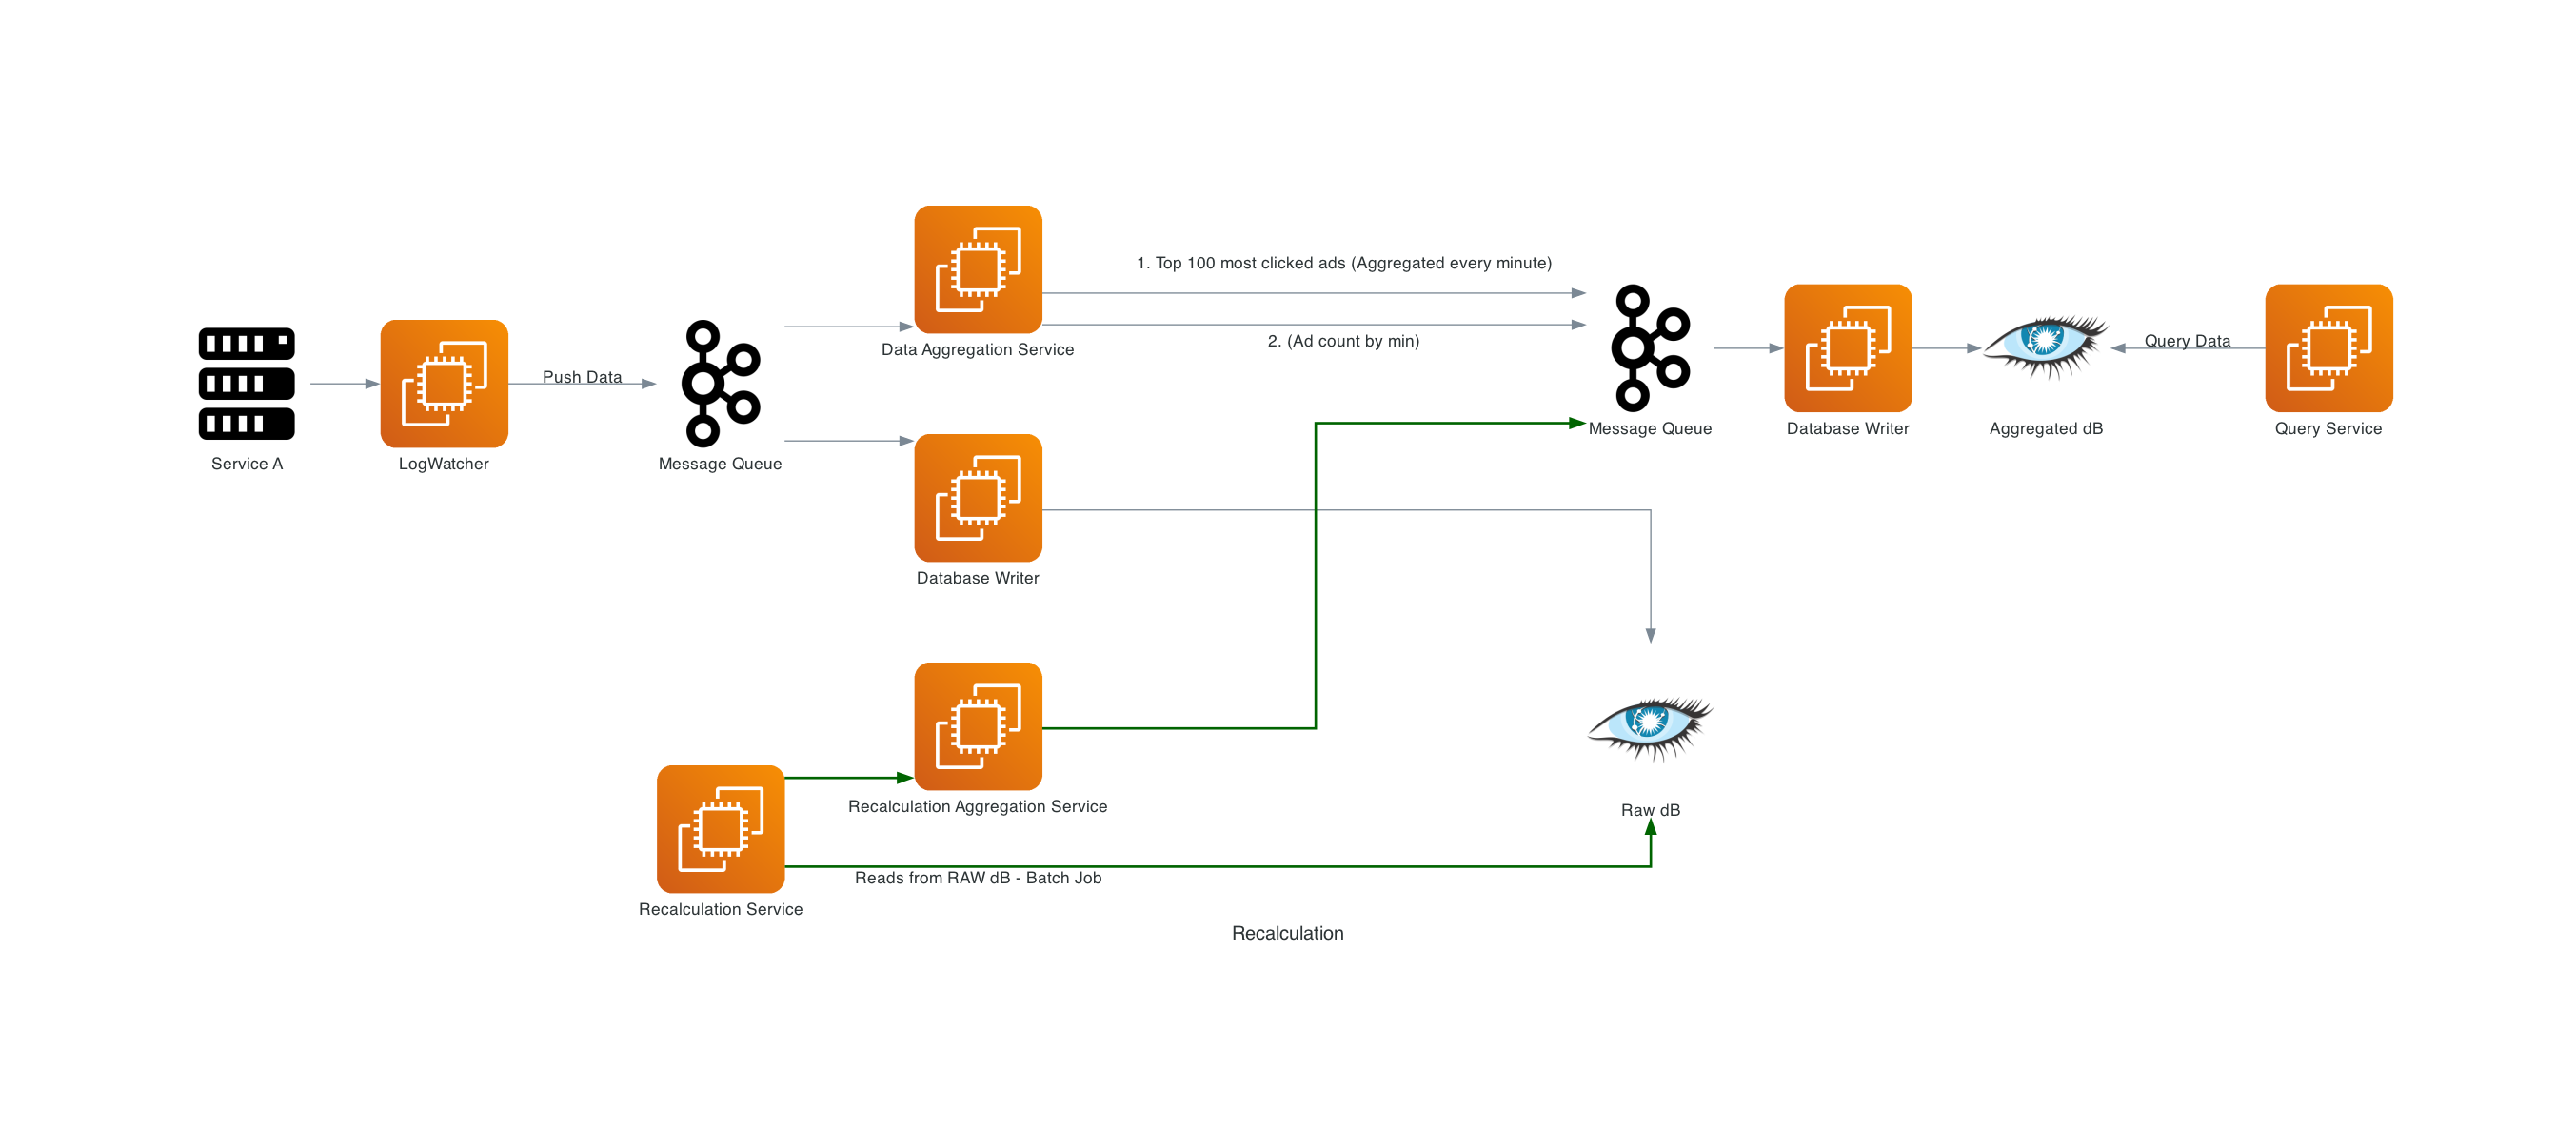 Service A
LogWatcher
Push Data
Message Queue
Data Aggregation Service
1. Top 100 most clicked ads (Aggregated every minute)
2. (Ad count by min)
Message Queue
Database Writer
Aggregated dB
Query Data
Query Service
Database Writer
Recalculation Aggregation Service
Raw dB
Recalculation Service
Reads from RAW dB - Batch Job
Recalculation